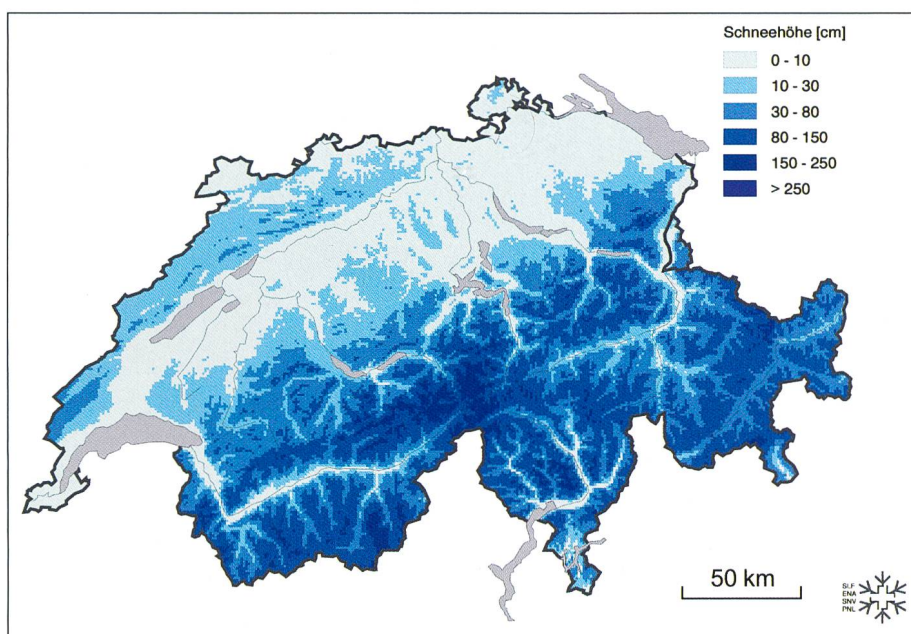 Schneehöhe [cm]
0 - 10
10 - 30
30 - 80
80 - 150
150 - 250
> 250
50 km
SLF
ENA
SNV
PNL